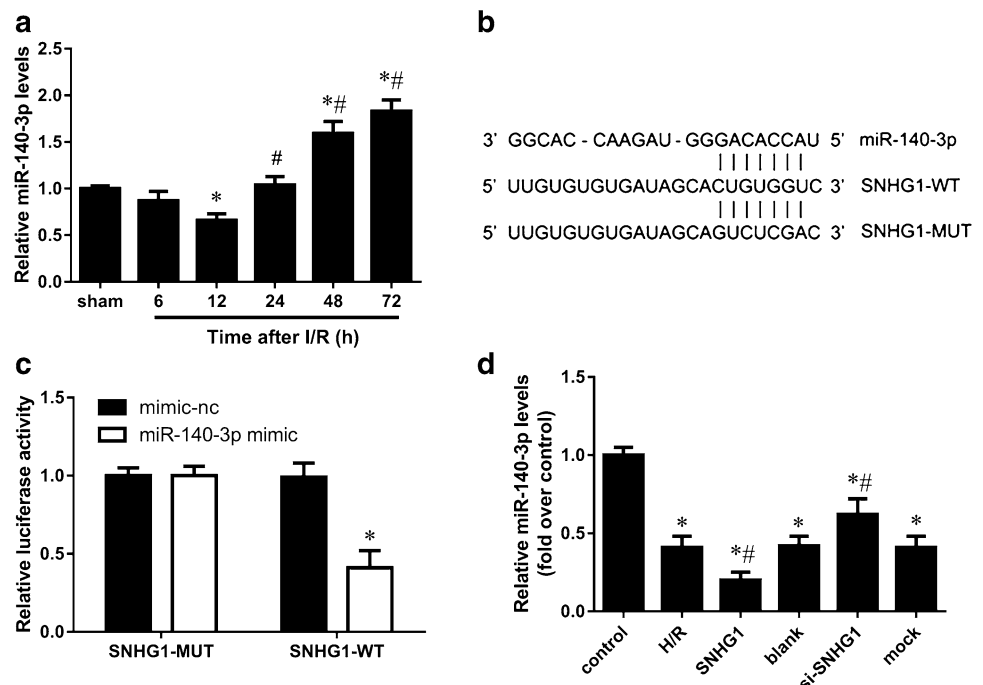 a
Relative miR-140-3p levels
2.5
2.0
1.5
1.0
0.5
0.0
*
#
*#
*#
sham 6 12 24 48 72
Time after I/R (h)
b
3' GGCAC - CAAGAU - GGGACACCAU 5' miR-140-3p
5' UUGUGUGUGAUAGCACUGUGGUC 3' SNHG1-WT
5' UUGUGUGUGAUAGCAGUCUCGAC 3' SNHG1-MUT
c
Relative luciferase activity
1.5
1.0
0.5
0.0
mimic-nc
miR-140-3p mimic
*
SNHG1-MUT SNHG1-WT
d
Relative miR-140-3p levels
(fold over control)
1.5
1.0
0.5
0.0
*
*#
*
*#
*
control
H/R
SNHG1
blank
si-SNHG1
mock